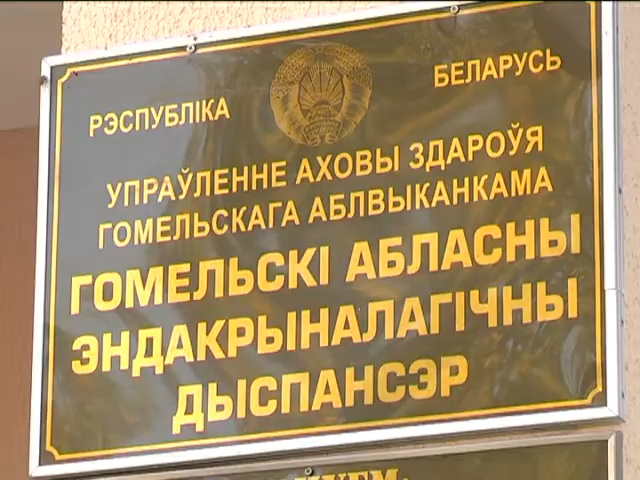 РЭСПУБЛІКА БЕЛАРУСЬ
УПРАЎЛЕННЕ АХОВЫ ЗДАРОЎЯ
ГОМЕЛЬСКАГА АБЛВЫКАНКАМА
ГОМЕЛЬСКІ АБЛАСНЫ
ЭНДАКРЫНАЛАГІЧНЫ
ДЫСПАНСЭР